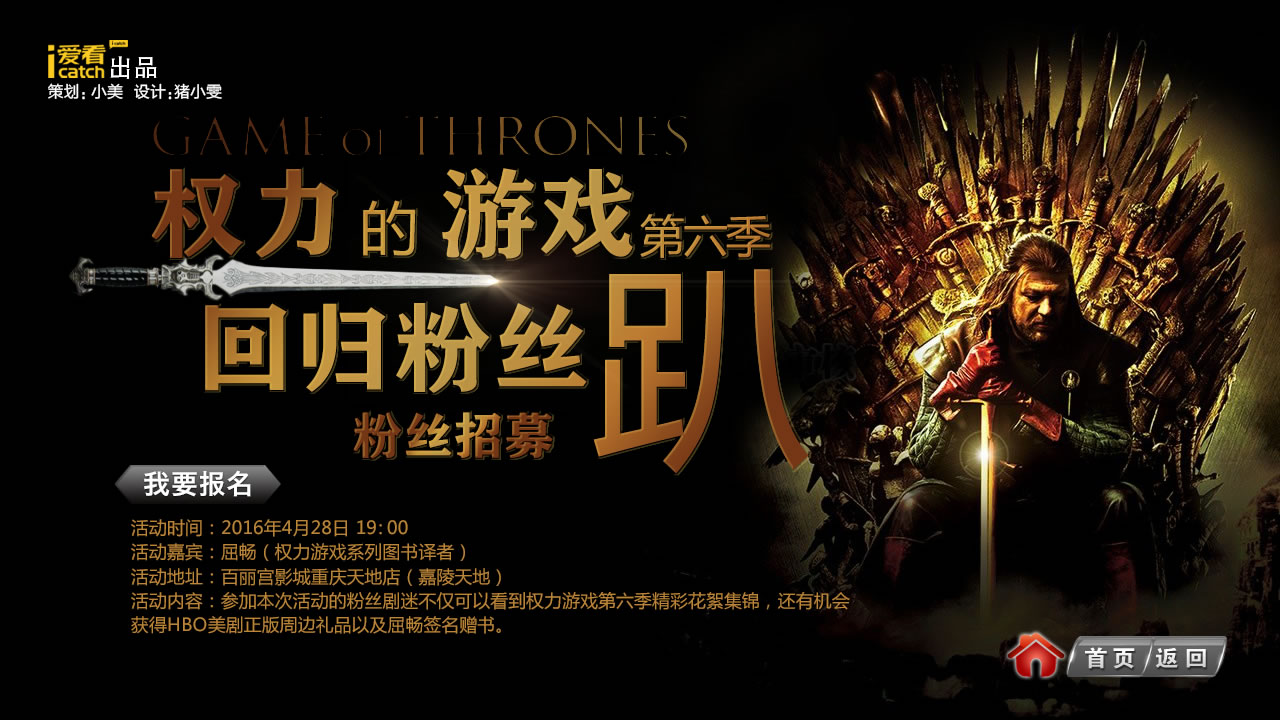 i爱看
catch 出品
策划:小美 设计:猪小雯
GAME OF THRONES
权力的游戏第六季
回归粉丝趴
粉丝招募
我要报名
活动时间：2016年4月28日 19:00
活动嘉宾：屈畅（权力游戏系列图书译者）
活动地址：百丽宫影城重庆天地店（嘉陵天地）
活动内容：参加本次活动的粉丝剧迷不仅可以看到权力游戏第六季精彩花絮集锦，还有机会
获得HBO美剧正版周边礼品以及屈畅签名赠书。
首页 返回